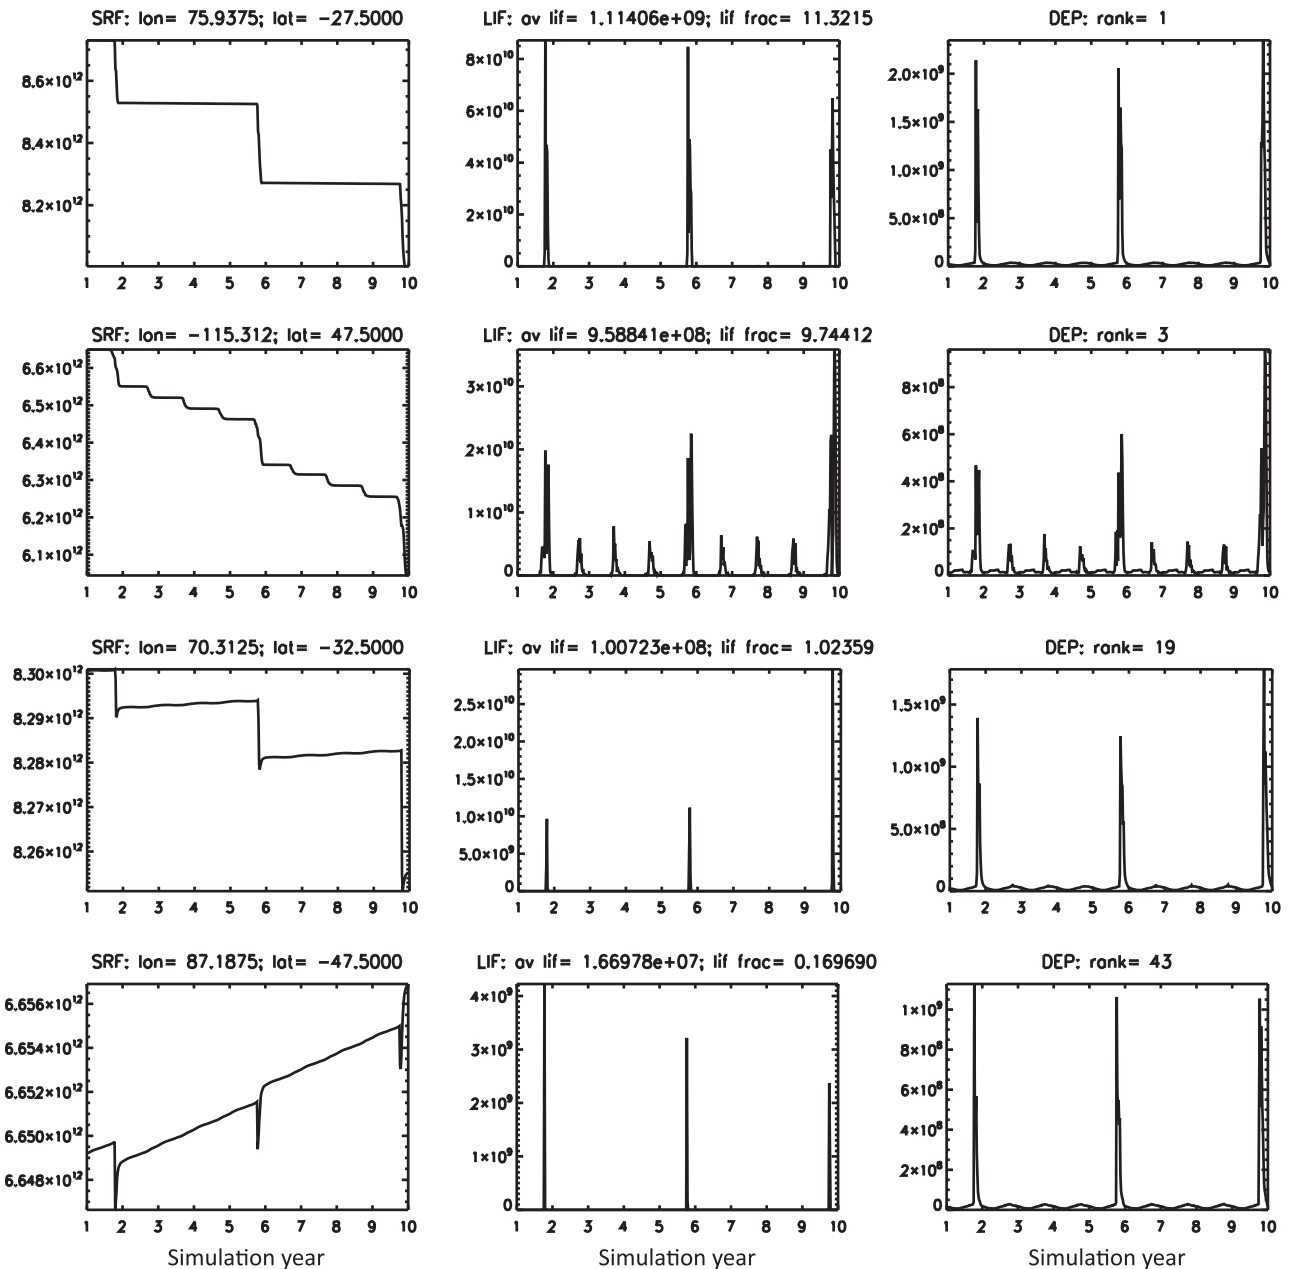 SRF: lon= 75.9375; lat= -27.5000
LIF: av lif= 1.11406e+09; lif frac= 11.3215
DEP: rank= 1
8.6×10¹²
8.4×10¹²
8.2×10¹²
1 2 3 4 5 6 7 8 9 10
8×10¹⁰
6×10¹⁰
4×10¹⁰
2×10¹⁰
0
1 2 3 4 5 6 7 8 9 10
2.0×10⁹
1.5×10⁹
1.0×10⁹
5.0×10⁸
0
1 2 3 4 5 6 7 8 9 10
SRF: lon= -115.312; lat= 47.5000
LIF: av lif= 9.58841e+08; lif frac= 9.74412
DEP: rank= 3
6.6×10¹²
6.5×10¹²
6.4×10¹²
6.3×10¹²
6.2×10¹²
6.1×10¹²
1 2 3 4 5 6 7 8 9 10
3×10¹⁰
2×10¹⁰
1×10¹⁰
0
1 2 3 4 5 6 7 8 9 10
8×10⁸
6×10⁸
4×10⁸
2×10⁸
0
1 2 3 4 5 6 7 8 9 10
SRF: lon= 70.3125; lat= -32.5000
LIF: av lif= 1.00723e+08; lif frac= 1.02359
DEP: rank= 19
8.30×10¹²
8.29×10¹²
8.28×10¹²
8.27×10¹²
8.26×10¹²
1 2 3 4 5 6 7 8 9 10
2.5×10¹⁰
2.0×10¹⁰
1.5×10¹⁰
1.0×10¹⁰
5.0×10⁹
0
1 2 3 4 5 6 7 8 9 10
1.5×10⁹
1.0×10⁹
5.0×10⁸
0
1 2 3 4 5 6 7 8 9 10
SRF: lon= 87.1875; lat= -47.5000
LIF: av lif= 1.66978e+07; lif frac= 0.169690
DEP: rank= 43
6.656×10¹²
6.654×10¹²
6.652×10¹²
6.650×10¹²
6.648×10¹²
1 2 3 4 5 6 7 8 9 10
4×10⁹
3×10⁹
2×10⁹
1×10⁹
0
1 2 3 4 5 6 7 8 9 10
1×10⁹
8×10⁸
6×10⁸
4×10⁸
2×10⁸
0
1 2 3 4 5 6 7 8 9 10
Simulation year
Simulation year
Simulation year